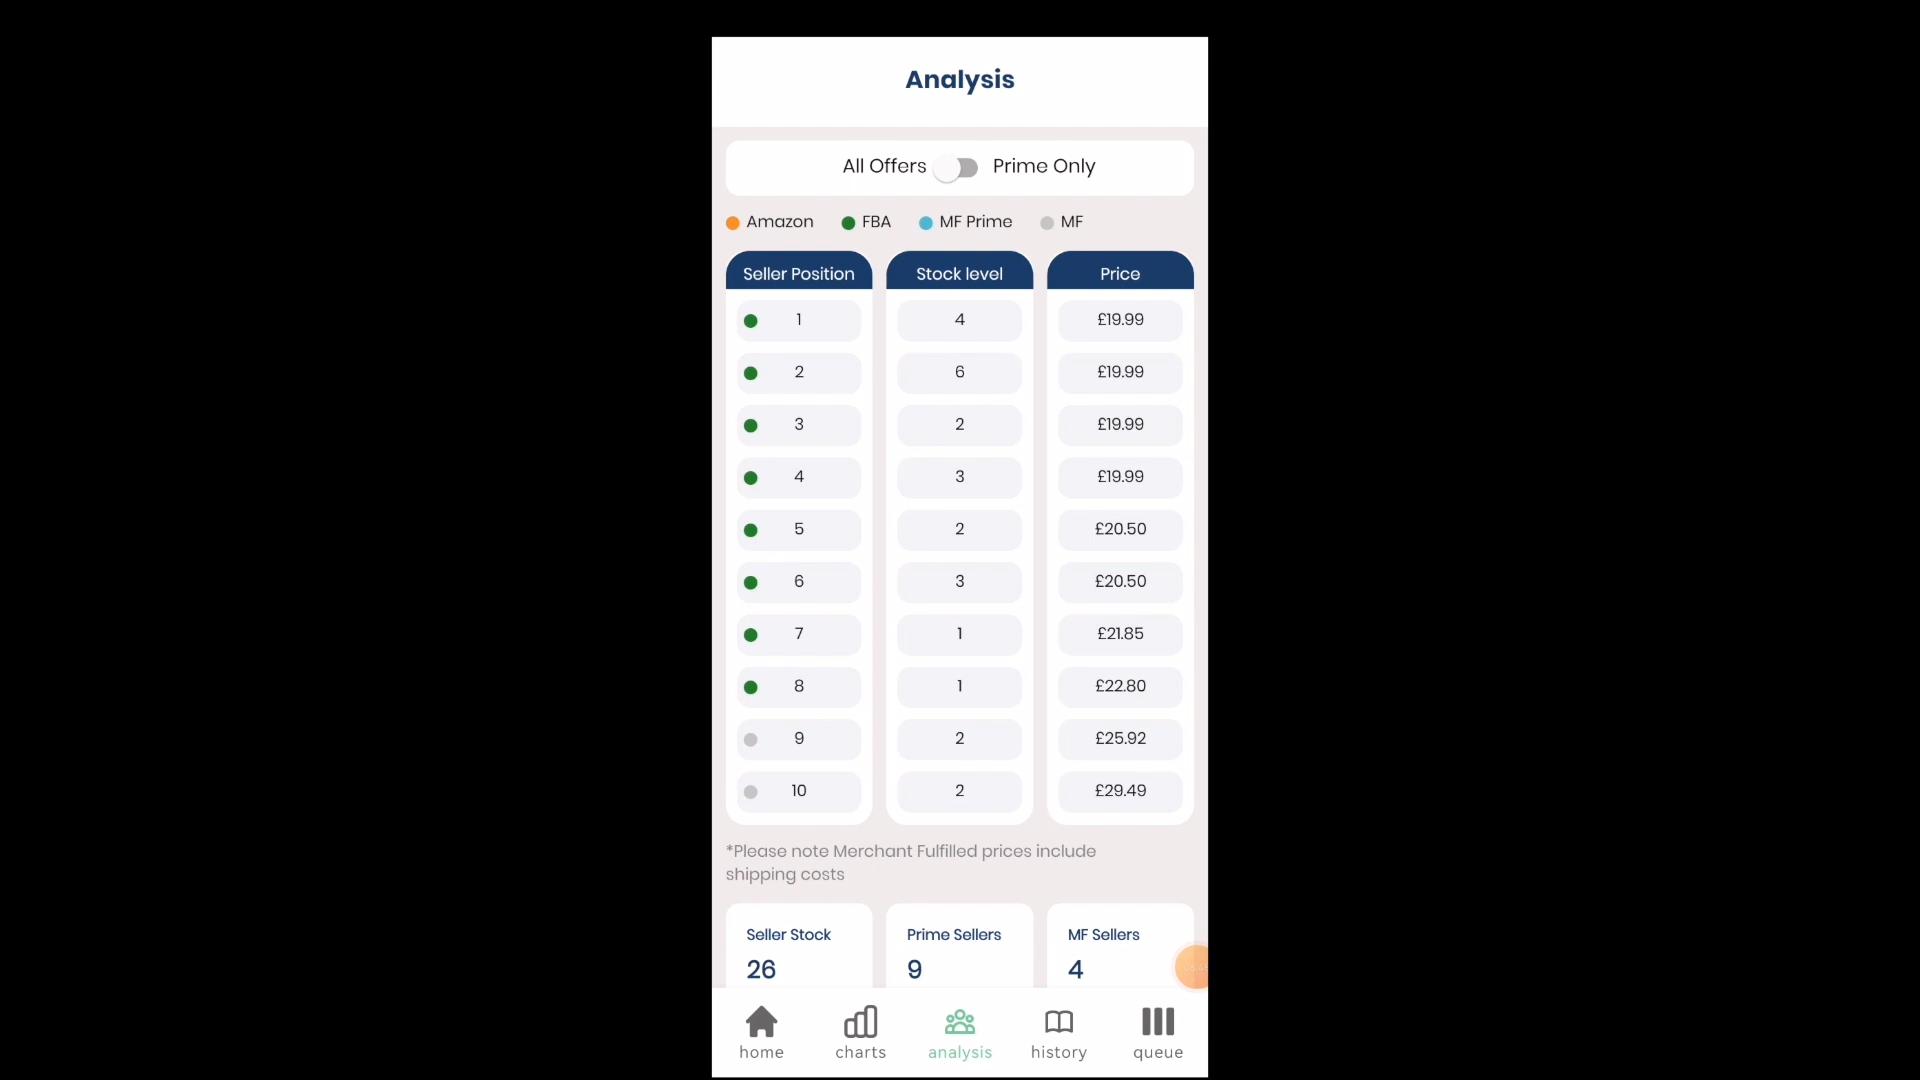 Analysis
All Offers Prime Only
Amazon FBA MF Prime MF
Seller Position Stock level Price
1 4 £19.99
2 6 £19.99
3 2 £19.99
4 3 £19.99
5 2 £20.50
6 3 £20.50
7 1 £21.85
8 1 £22.80
9 2 £25.92
10 2 £29.49
*Please note Merchant Fulfilled prices include
shipping costs
Seller Stock Prime Sellers MF Sellers
26 9 4
home charts analysis history queue